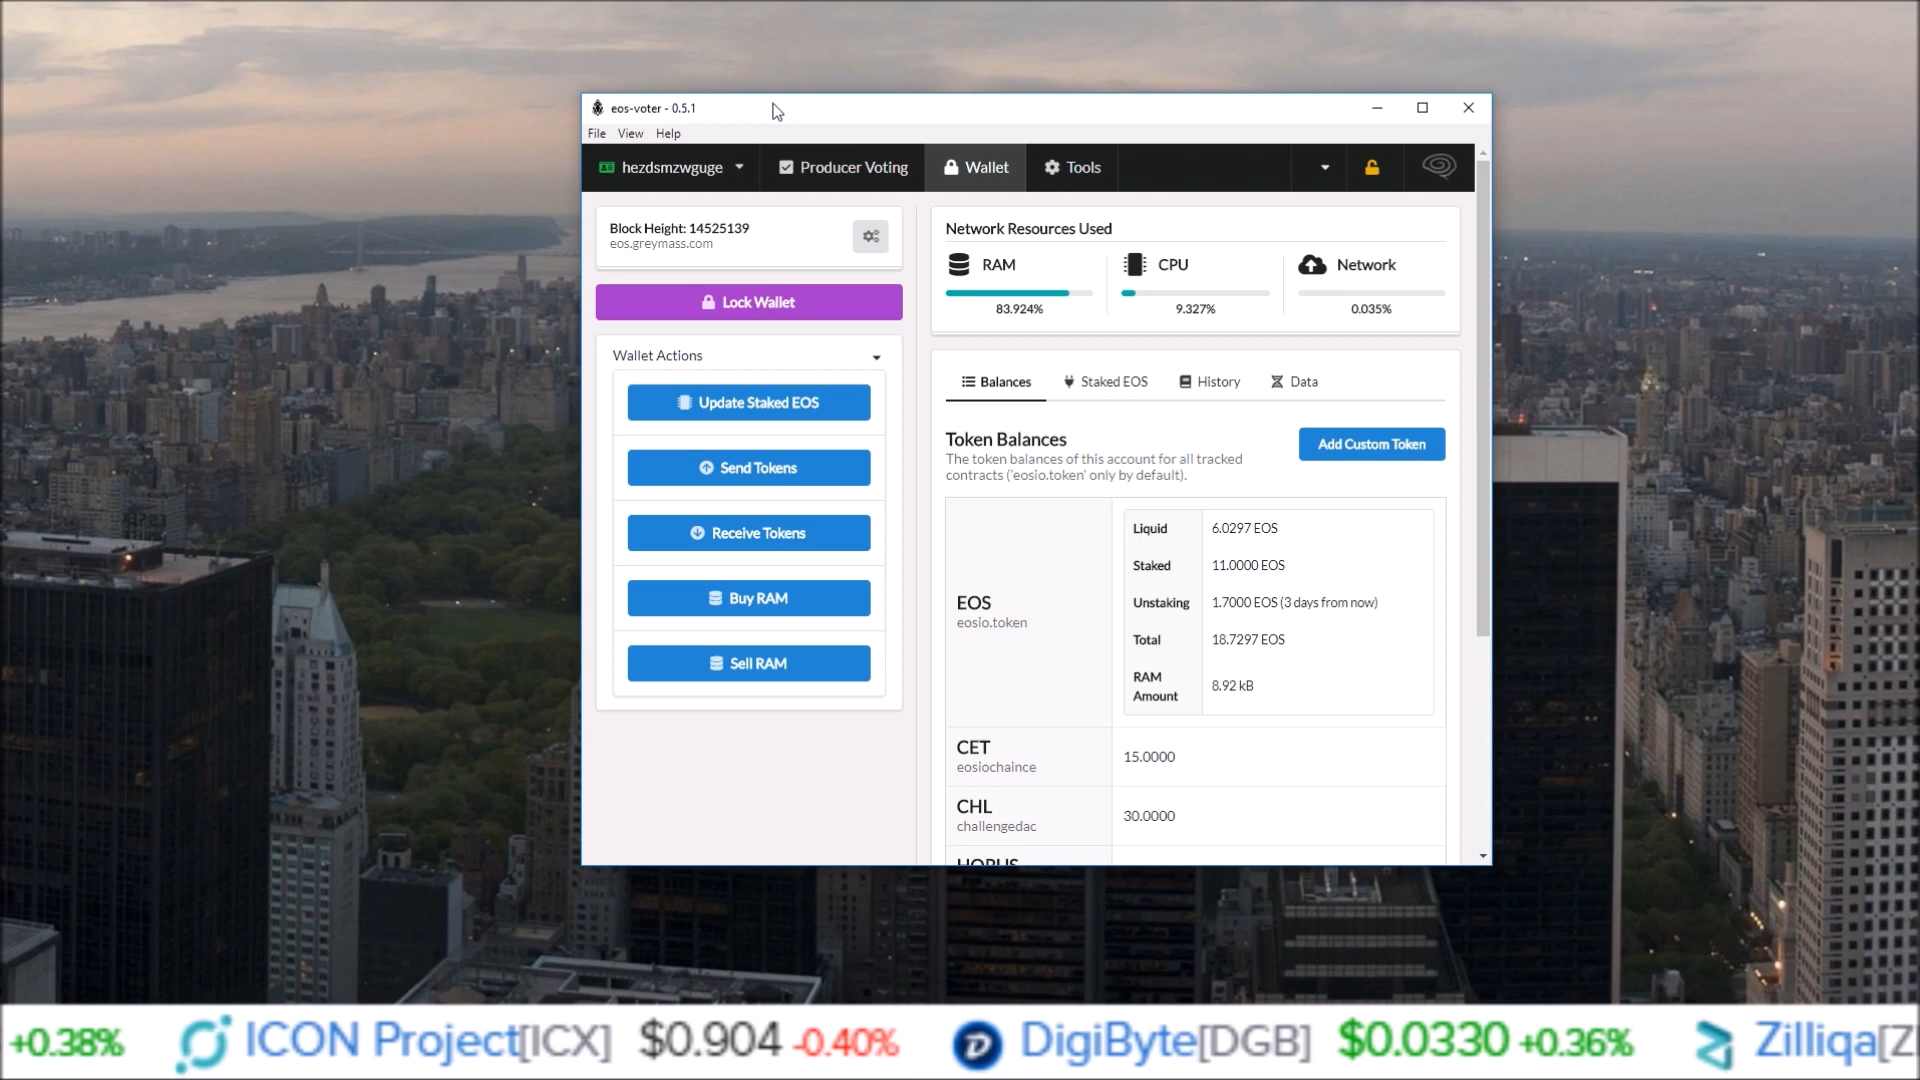 eos-voter - 0.5.1
File View Help
hezdsmzwguge Producer Voting Wallet Tools
Block Height: 14525139
eos.greymass.com
Lock Wallet
Wallet Actions
Update Staked EOS
Send Tokens
Receive Tokens
Buy RAM
Sell RAM
Network Resources Used
RAM CPU Network
83.924% 9.327% 0.035%
Balances Staked EOS History Data
Token Balances
Add Custom Token
The token balances of this account for all tracked
contracts ('eosio.token' only by default).
EOS
eosio.token
Liquid 6.0297 EOS
Staked 11.0000 EOS
Unstaking 1.7000 EOS (3 days from now)
Total 18.7297 EOS
RAM
Amount 8.92 kB
CET
eosiochaince
15.0000
CHL
challengedac
30.0000
HORUS
+0.38% ICON Project[ICX] $0.904 -0.40% DigiByte[DGB] $0.0330 +0.36% Zilliqa[Z